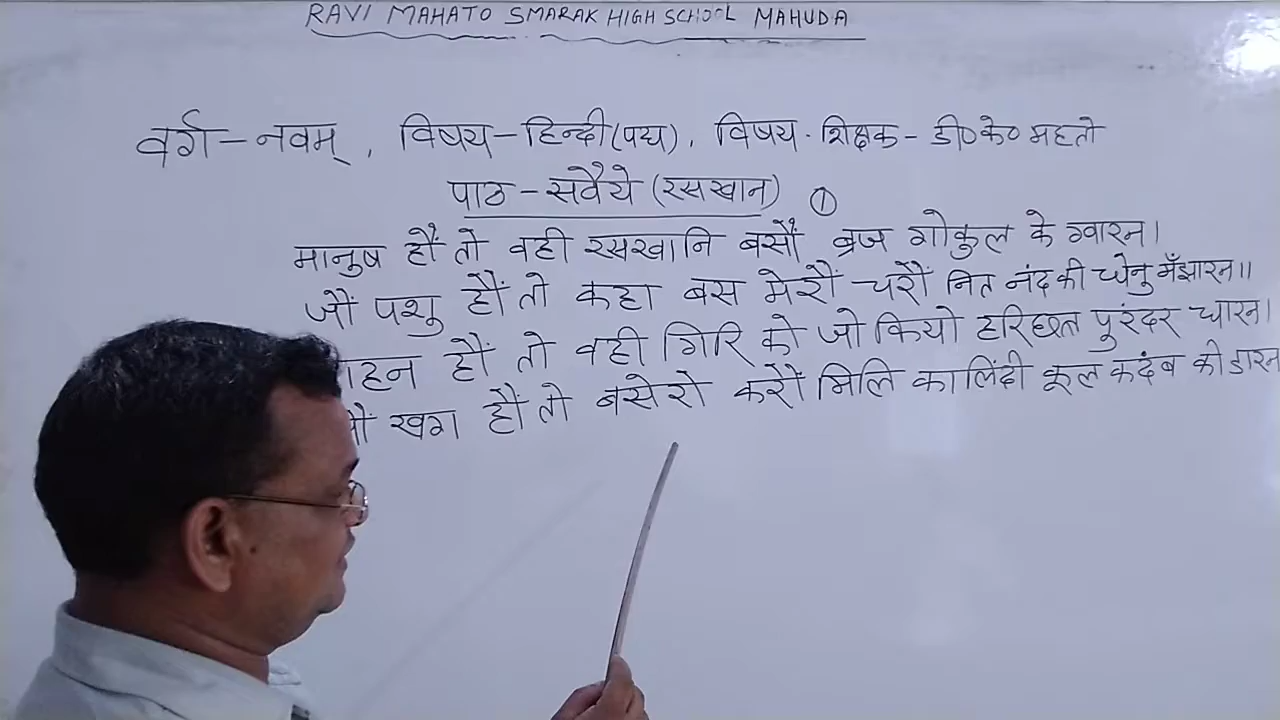 RAVI MAHATO SMARAK HIGH SCHOOL MAHUDA
वर्ग - नवम्, विषय - हिन्दी (पद्य), विषय. शिक्षक - डी० के० महतो
पाठ - सवैये (रसखान)
①
मानुष हौं तो वही रसखानि बसौं ब्रज गोकुल के ग्वारन।
जौं पशु हौं तो कहा बस मेरौं चरौं नित नंद की धेनु मँझारन॥
हन हौं तो वही गिरि को जो कियो हरिछत्र पुरंदर धारन।
खग हौं तो बसेरो करौं मिलि कालिंदी कूल कदंब की डारन